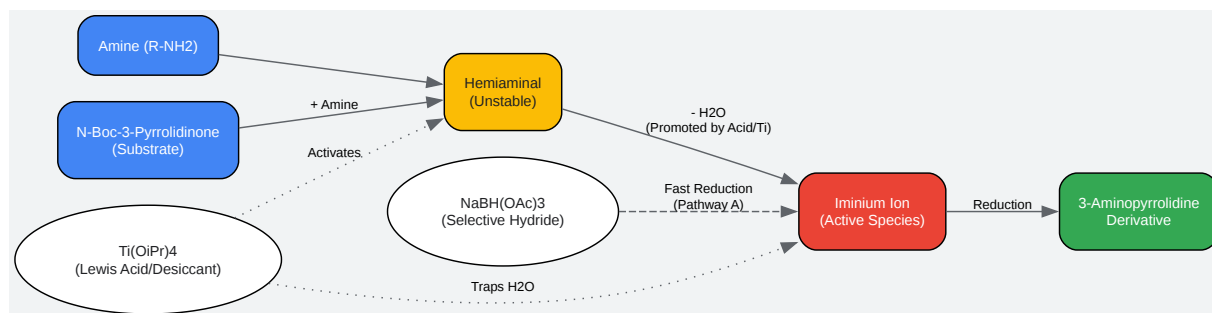 Amine (R-NH2)
N-Boc-3-Pyrrolidinone
(Substrate)
Ti(OiPr)4
(Lewis Acid/Desiccant)
+ Amine
Activates
Hemiaminal
(Unstable)
NaBH(OAc)3
(Selective Hydride)
- H2O
(Promoted by Acid/Ti)
Fast Reduction
(Pathway A)
Traps H2O
Iminium Ion
(Active Species)
Reduction
3-Aminopyrrolidine
Derivative